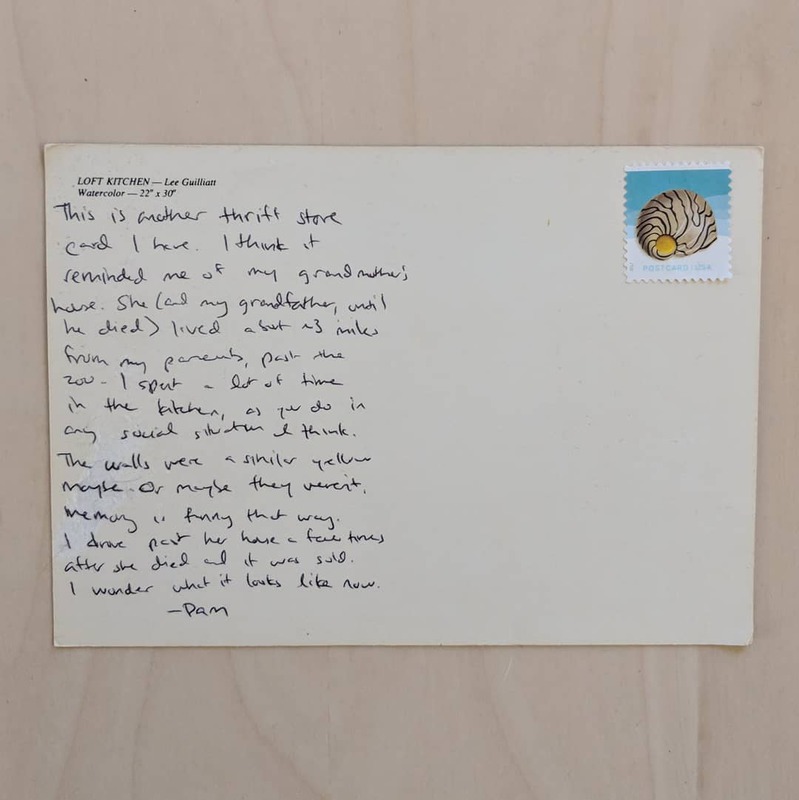 LOFT KITCHEN — Lee Guilliatt
Watercolor — 22" x 30"
POSTCARD USA
This is another thrift store
card I have. I think it
reminded me of my grandmother's
house. She (and my grandfather, until
he died) lived about ~3 miles
from my parents, past the
zoo. I spent a lot of time
in the kitchen, as you do in
any social situation I think.
The walls were a similar yellow
maybe. Or maybe they weren't.
Memory is funny that way.
I drove past her house a few times
after she died and it was sold.
I wonder what it looks like now.
—Pam